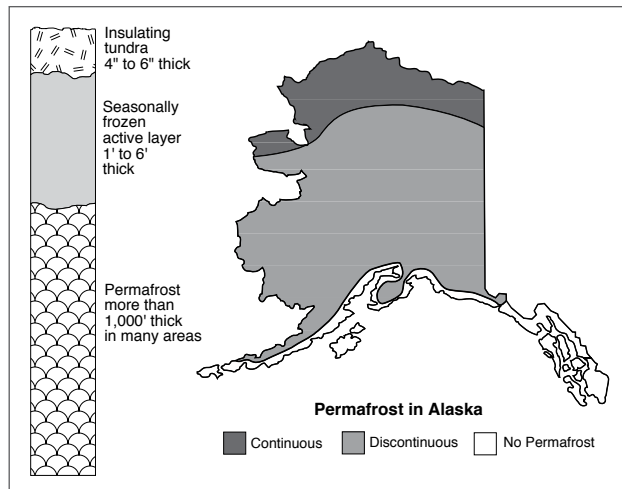 Insulating
tundra
4" to 6" thick
Seasonally
frozen
active layer
1' to 6'
thick
Permafrost
more than
1,000' thick
in many areas
Permafrost in Alaska
Continuous
Discontinuous
No Permafrost